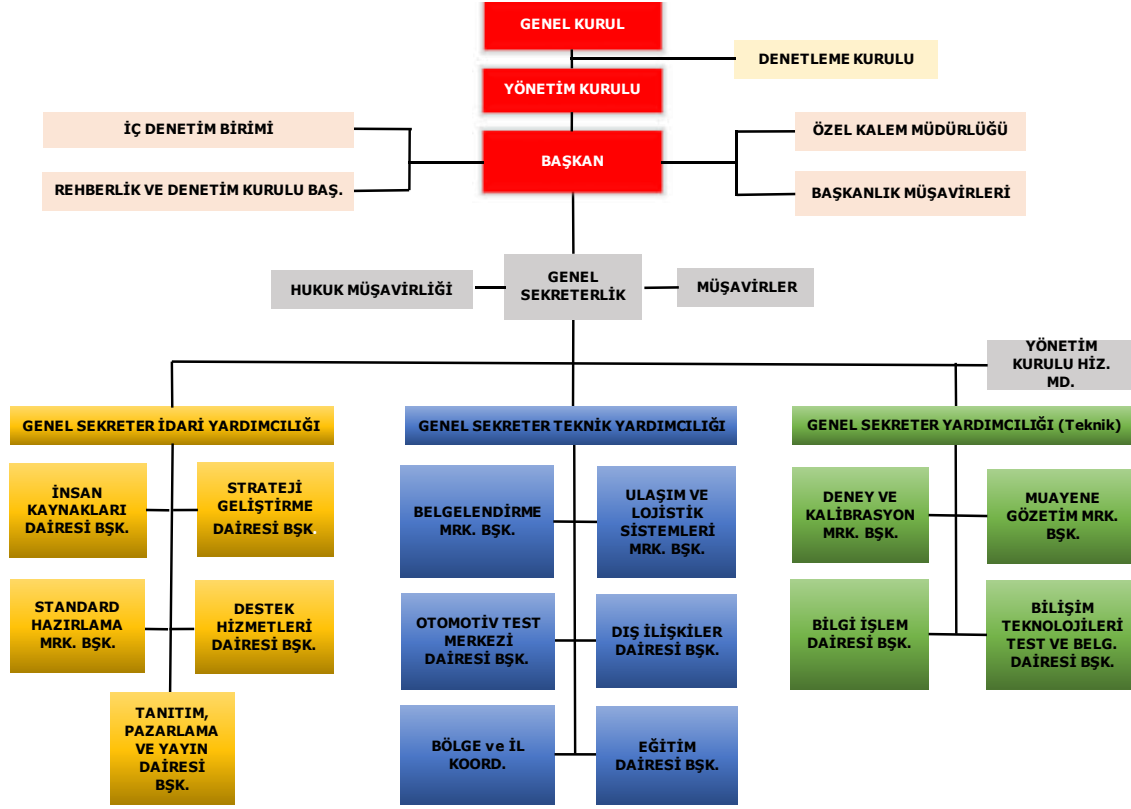 GENEL KURUL
DENETLEME KURULU
YÖNETİM KURULU
İÇ DENETİM BİRİMİ
ÖZEL KALEM MÜDÜRLÜĞÜ
BAŞKAN
REHBERLİK VE DENETİM KURULU BAŞ.
BAŞKANLIK MÜŞAVİRLERİ
HUKUK MÜŞAVİRLİĞİ
GENEL
SEKRETERLİK
MÜŞAVİRLER
YÖNETİM
KURULU HİZ.
MD.
GENEL SEKRETER İDARİ YARDIMCILIĞI
GENEL SEKRETER TEKNİK YARDIMCILIĞI
GENEL SEKRETER YARDIMCILIĞI (Teknik)
İNSAN
KAYNAKLARI
DAİRESİ BŞK.
STRATEJİ
GELİŞTİRME
DAİRESİ BŞK.
BELGELENDİRME
MRK. BŞK.
ULAŞIM VE
LOJİSTİK
SİSTEMLERİ
MRK. BŞK.
DENEY VE
KALİBRASYON
MRK. BŞK.
MUAYENE
GÖZETİM MRK.
BŞK.
STANDARD
HAZIRLAMA
MRK. BŞK.
DESTEK
HİZMETLERİ
DAİRESİ BŞK.
OTOMOTİV TEST
MERKEZİ
DAİRESİ BŞK.
DIŞ İLİŞKİLER
DAİRESİ BŞK.
BİLGİ İŞLEM
DAİRESİ BŞK.
BİLİŞİM
TEKNOLOJİLERİ
TEST VE BELG.
DAİRESİ BŞK.
TANITIM,
PAZARLAMA
VE YAYIN
DAİRESİ
BŞK.
BÖLGE ve İL
KOORD.
EĞİTİM
DAİRESİ BŞK.